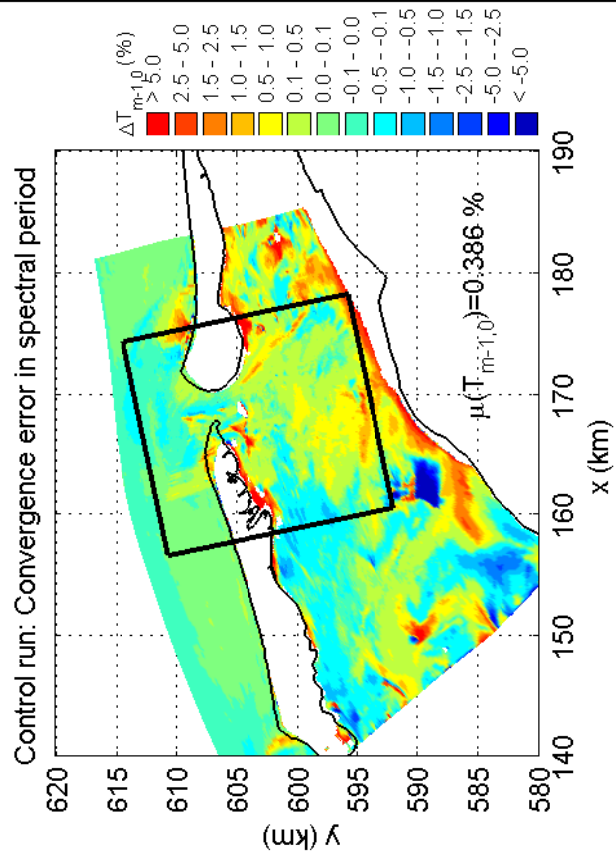 Control run: Convergence error in spectral period
ΔT_{m-1,0} (%)
> 5.0
2.5 - 5.0
1.5 - 2.5
1.0 - 1.5
0.5 - 1.0
0.1 - 0.5
0.0 - 0.1
-0.1 - 0.0
-0.5 - -0.1
-1.0 - -0.5
-1.5 - -1.0
-2.5 - -1.5
-5.0 - -2.5
< -5.0
620
615
610
605
600
595
590
585
580
y (km)
μ(T_{m-1,0})=0.386 %
140
150
160
170
180
190
x (km)